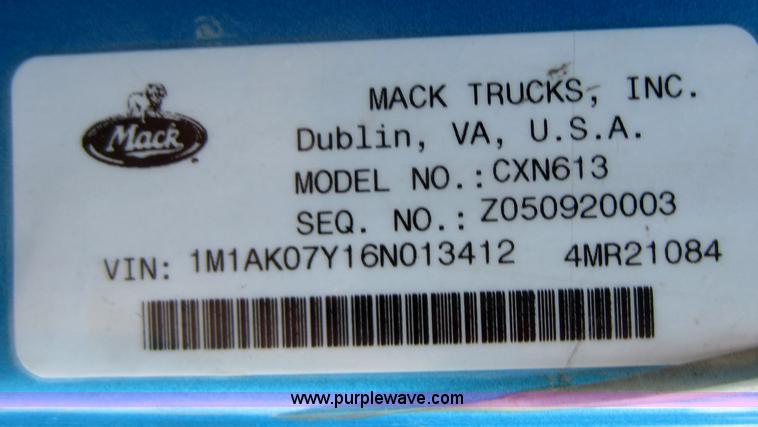 Mack
MACK TRUCKS, INC.
Dublin, VA, U.S.A.
MODEL NO.: CXN613
SEQ. NO.: Z050920003
VIN: 1M1AK07Y16N013412 4MR21084
www.purplewave.com